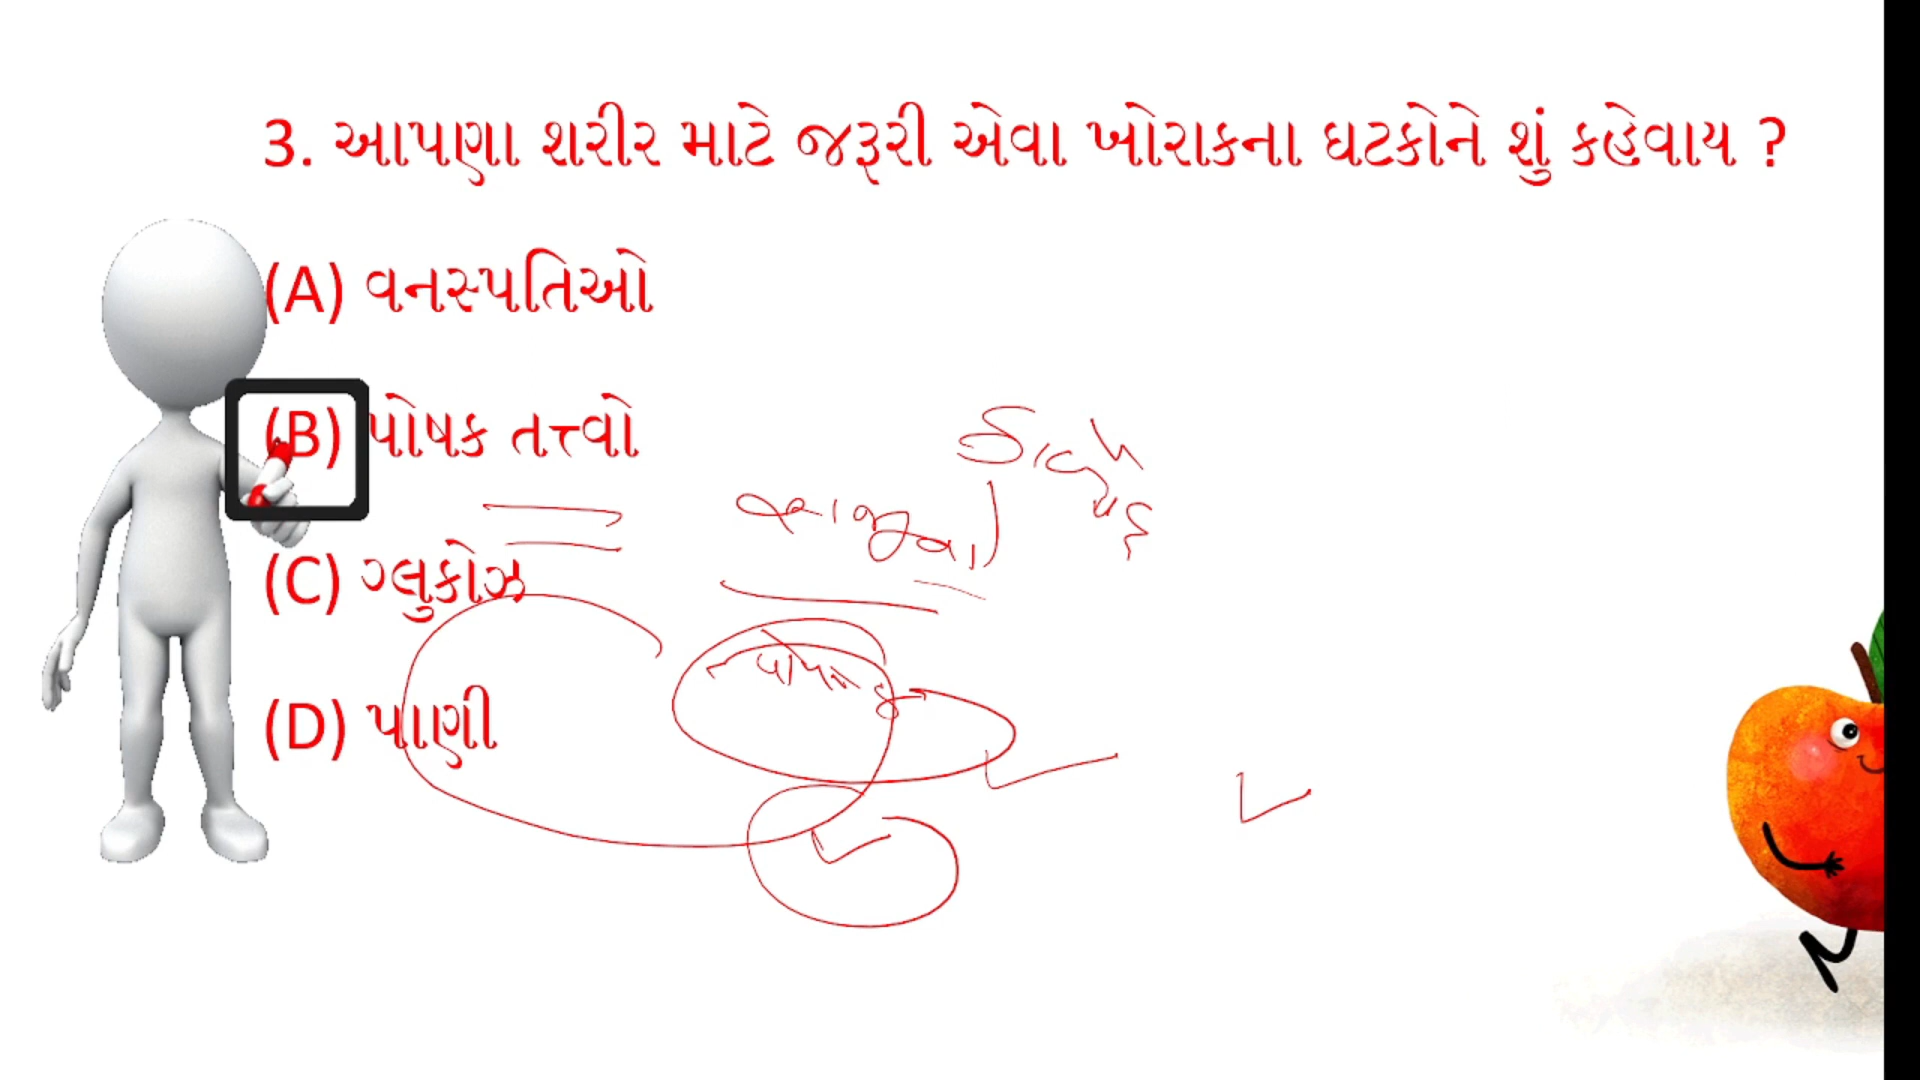 3. આપણા શરીર માટે જરૂરી એવા ખોરાકના ઘટકોને શું કહેવાય ?
(A) વનસ્પતિઓ
(B) પોષક તત્ત્વો
(C) ગ્લુકોઝ
(D) પાણી